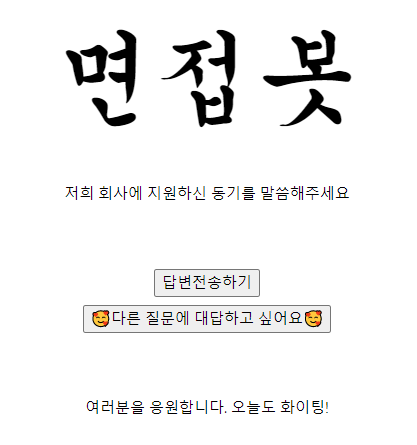 면접봇
저희 회사에 지원하신 동기를 말씀해주세요
답변전송하기
🥰다른 질문에 대답하고 싶어요🥰
여러분을 응원합니다. 오늘도 화이팅!